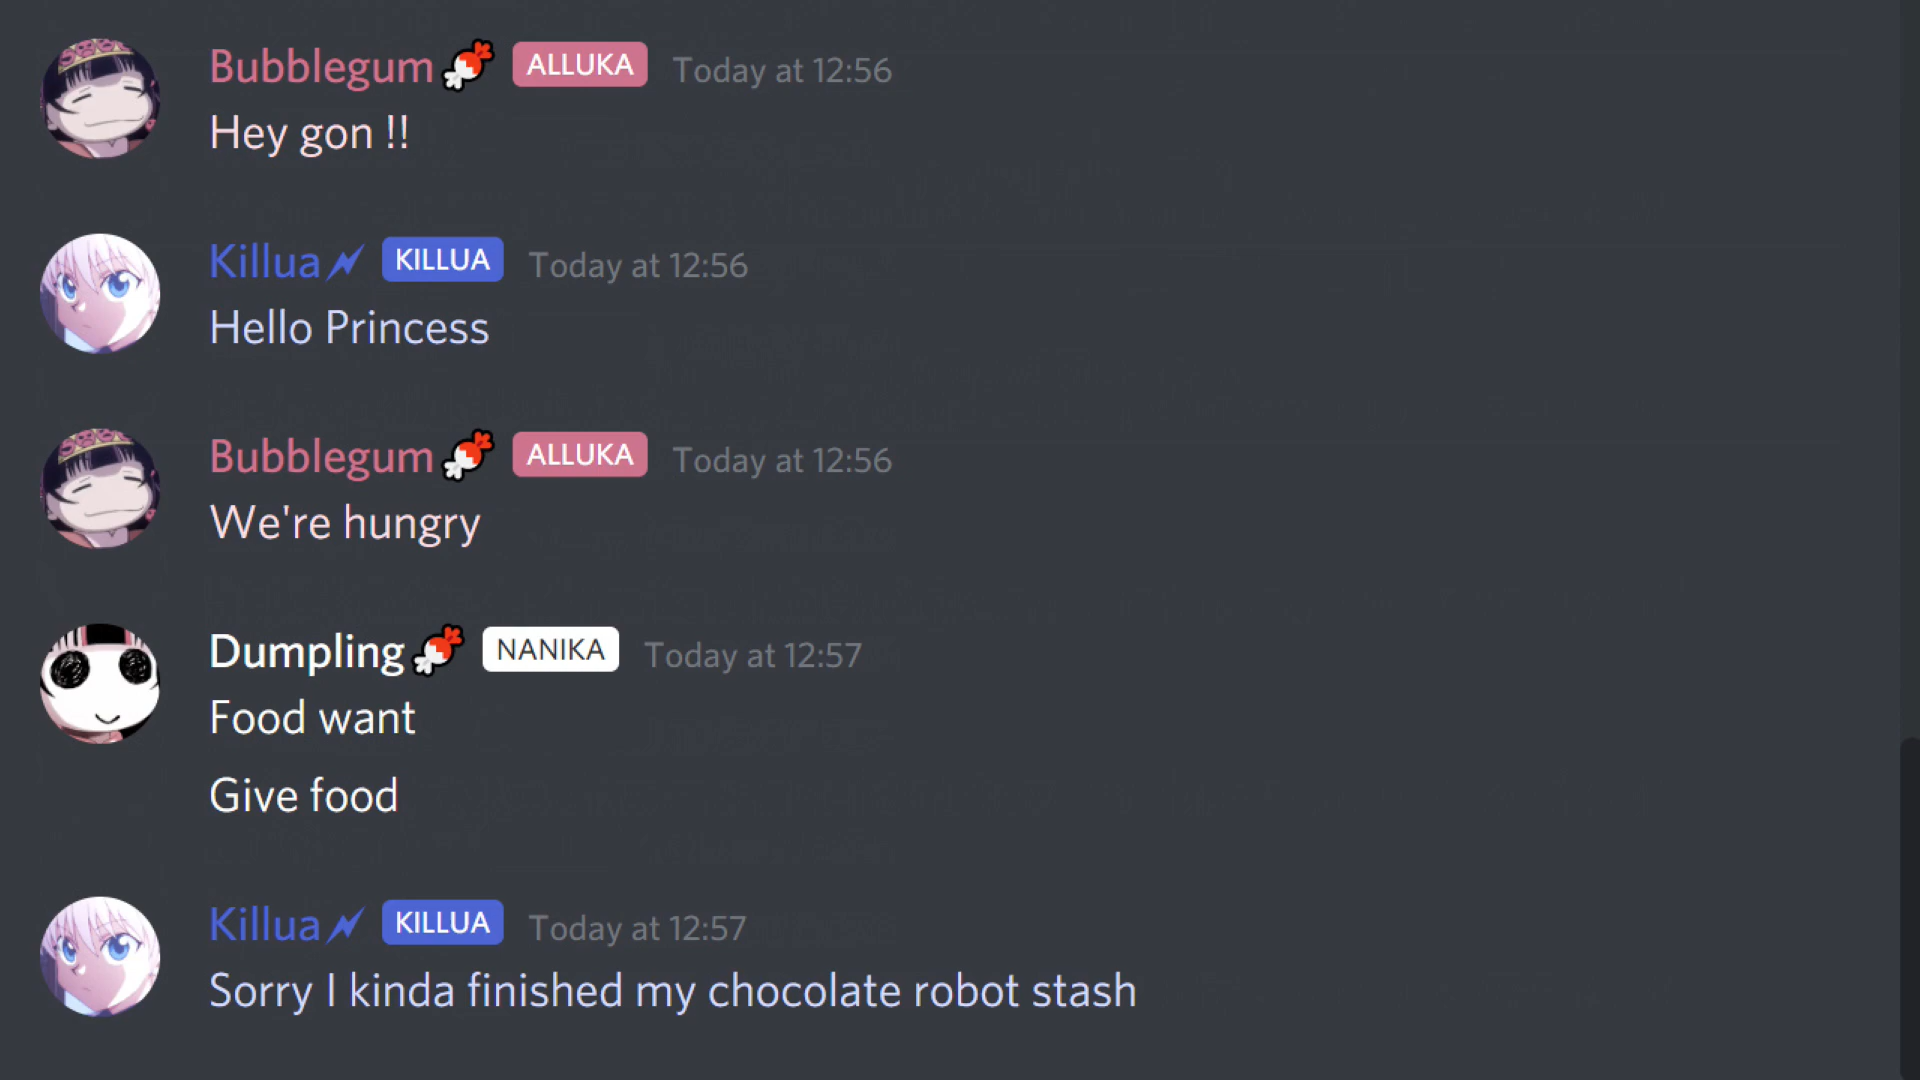 Bubblegum ALLUKA Today at 12:56
Hey gon !!
Killua KILLUA Today at 12:56
Hello Princess
Bubblegum ALLUKA Today at 12:56
We're hungry
Dumpling NANIKA Today at 12:57
Food want
Give food
Killua KILLUA Today at 12:57
Sorry I kinda finished my chocolate robot stash